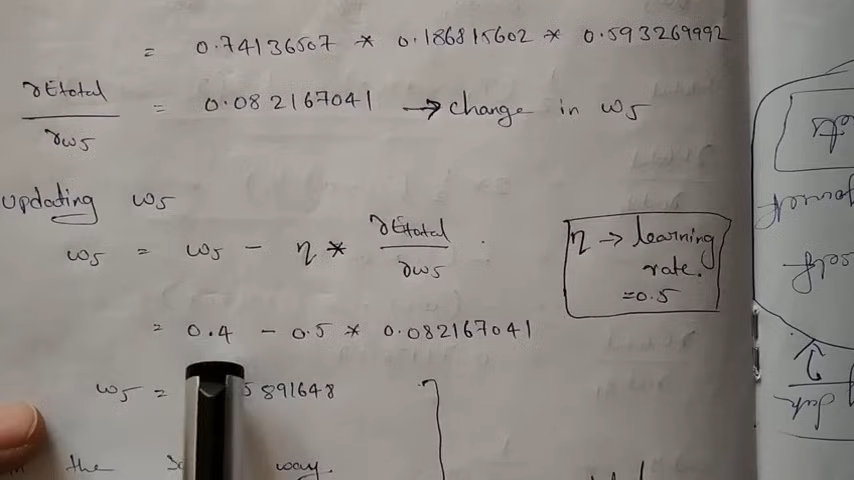 = 0.74136507 * 0.186815602 * 0.593269992
∂Etotal
/ ∂w5 = 0.082167041 → change in w5
updating w5
w5 = w5 - η * ∂Etotal / ∂w5
η → learning
rate.
=0.5
= 0.4 - 0.5 * 0.082167041
w5 = 5891648
the way.